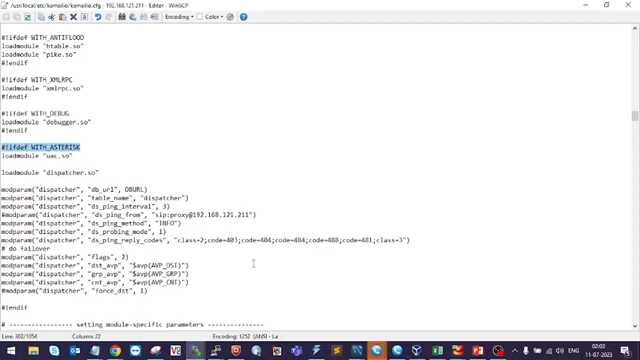 /usr/local/etc/kamailio/kamailio.cfg - 192.168.121.211 - Editor - WinSCP
Encoding
Color
#!ifdef WITH_ANTIFLOOD
loadmodule "htable.so"
loadmodule "pike.so"
#!endif
#!ifdef WITH_XMLRPC
loadmodule "xmlrpc.so"
#!endif
#!ifdef WITH_DEBUG
loadmodule "debugger.so"
#!endif
#!ifdef WITH_ASTERISK
loadmodule "uac.so"
loadmodule "dispatcher.so"
modparam("dispatcher", "db_url", DBURL)
modparam("dispatcher", "table_name", "dispatcher")
modparam("dispatcher", "ds_ping_interval", 3)
#modparam("dispatcher", "ds_ping_from", "sip:proxy@192.168.121.211")
modparam("dispatcher", "ds_ping_method", "INFO")
modparam("dispatcher", "ds_probing_mode", 1)
modparam("dispatcher", "ds_ping_reply_codes", "class=2;code=403;code=404;code=484;code=488;code=481;class=3")
# do failover
modparam("dispatcher", "flags", 2)
modparam("dispatcher", "dst_avp", "$avp(AVP_DST)")
modparam("dispatcher", "grp_avp", "$avp(AVP_GRP)")
modparam("dispatcher", "cnt_avp", "$avp(AVP_CNT)")
#modparam("dispatcher", "force_dst", 1)
#!endif
# ---------------- setting module-specific parameters ---------------
Line: 302/1054
Column: 22
Encoding: 1252 (ANSI - La
ENG
02:03
11-07-2023